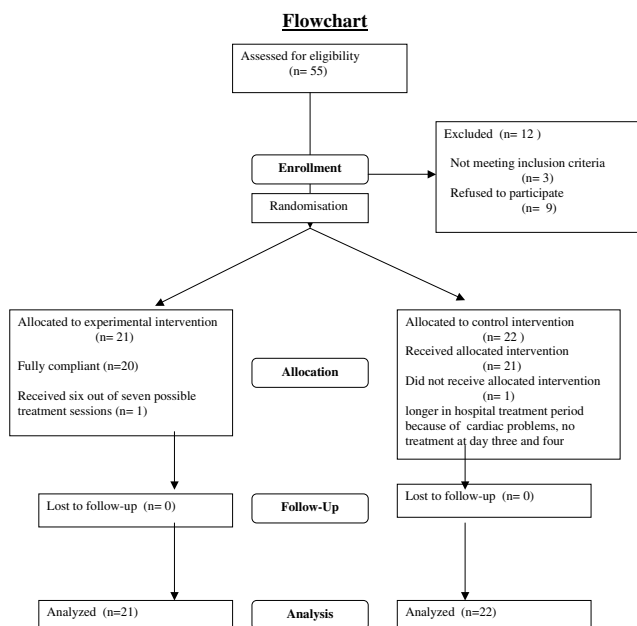 Flowchart
Assessed for eligibility
(n= 55)
Excluded (n= 12 )
Not meeting inclusion criteria
(n= 3)
Refused to participate
(n= 9)
Enrollment
Randomisation
Allocated to experimental intervention
(n= 21)
Fully compliant (n=20)
Received six out of seven possible
treatment sessions (n= 1)
Allocation
Allocated to control intervention
(n= 22 )
Received allocated intervention
(n= 21)
Did not receive allocated intervention
(n= 1)
longer in hospital treatment period
because of cardiac problems, no
treatment at day three and four
Lost to follow-up (n= 0)
Follow-Up
Lost to follow-up (n= 0)
Analyzed (n=21)
Analysis
Analyzed (n=22)